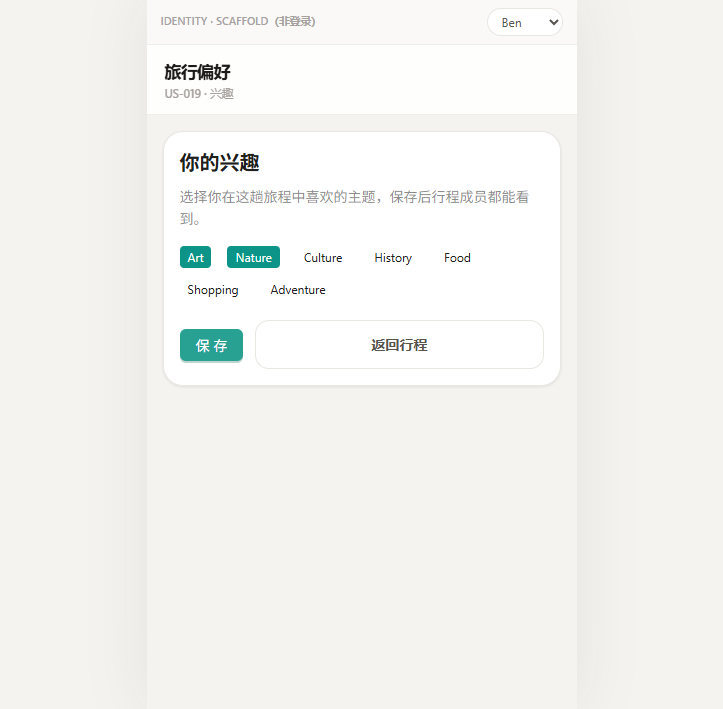 IDENTITY · SCAFFOLD（非登录） Ben
旅行偏好
US-019 · 兴趣
你的兴趣
选择你在这趟旅程中喜欢的主题，保存后行程成员都能看
到。
Art Nature Culture History Food
Shopping Adventure
保 存 返回行程